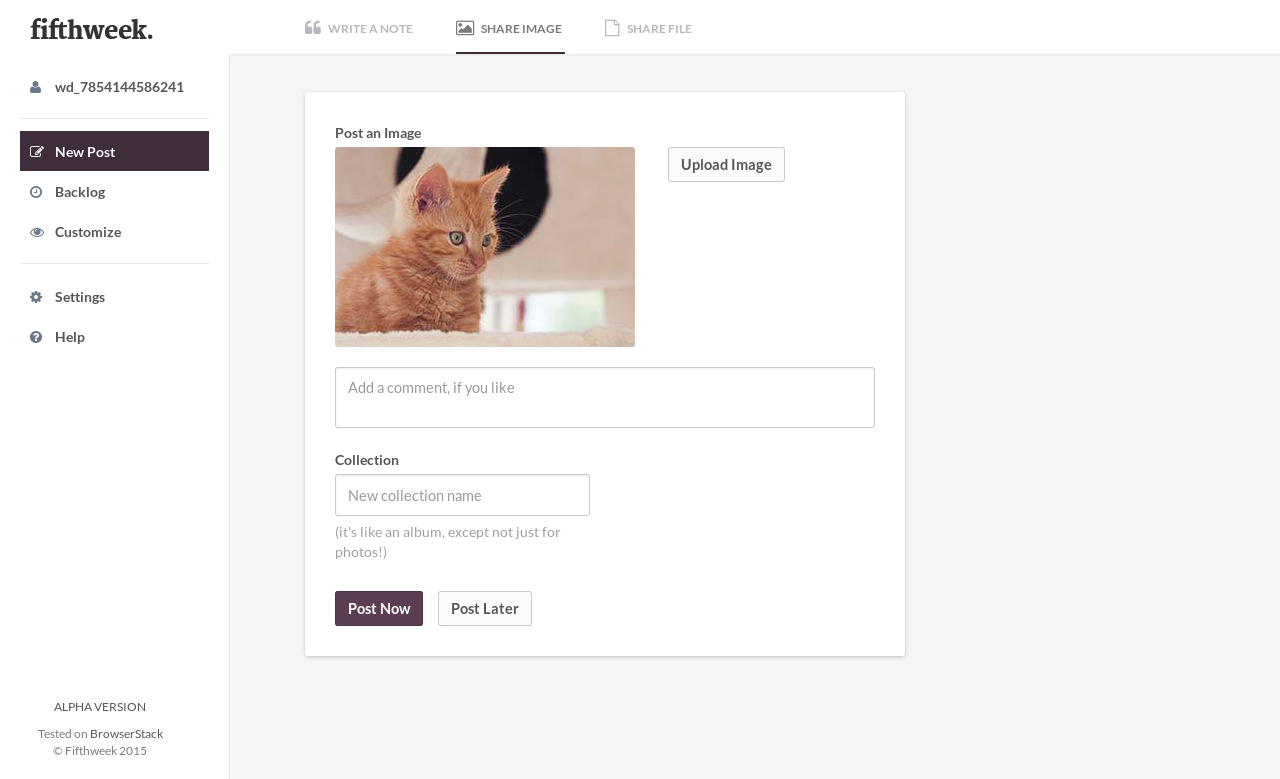 fifthweek.
WRITE A NOTE
SHARE IMAGE
SHARE FILE
wd_7854144586241
New Post
Backlog
Customize
Settings
Help
Post an Image
Upload Image
Add a comment, if you like
Collection
New collection name
(it's like an album, except not just for
photos!)
Post Now
Post Later
ALPHA VERSION
Tested on BrowserStack
© Fifthweek 2015